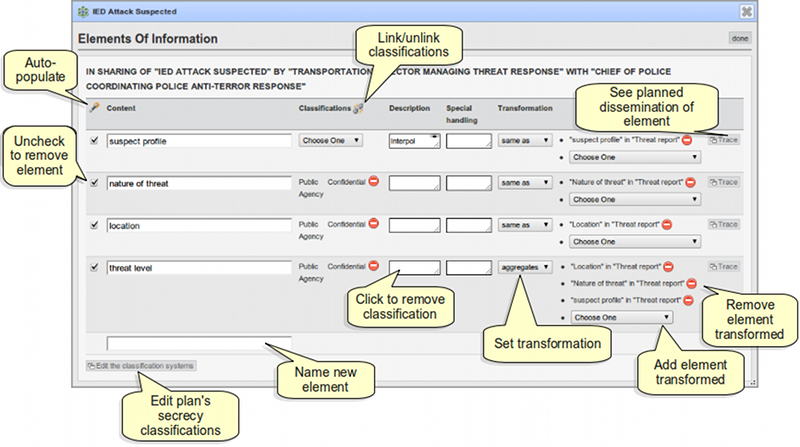 IED Attack Suspected
Elements Of Information
done
Link/unlink
classifications
Auto-
populate
IN SHARING OF "IED ATTACK SUSPECTED" BY "TRANSPORTATION SECTOR MANAGING THREAT RESPONSE" WITH "CHIEF OF POLICE
COORDINATING POLICE ANTI-TERROR RESPONSE"
See planned
dissemination of
element
Content Classifications Description Special
handling Transformation
Uncheck
to remove
element
suspect profile Choose One Interpol same as "suspect profile" in "Threat report" Trace
Choose One
nature of threat Public
Agency Confidential same as "Nature of threat" in "Threat report" Trace
Choose One
location Public
Agency Confidential same as "Location" in "Threat report" Trace
Choose One
threat level Public
Agency Confidential aggregates "Location" in "Threat report" Trace
"Nature of threat" in "Threat report"
"suspect profile" in "Threat report"
Choose One
Click to remove
classification
Set transformation
Remove
element
transformed
Add element
transformed
Name new
element
Edit the classification systems
Edit plan's
secrecy
classifications